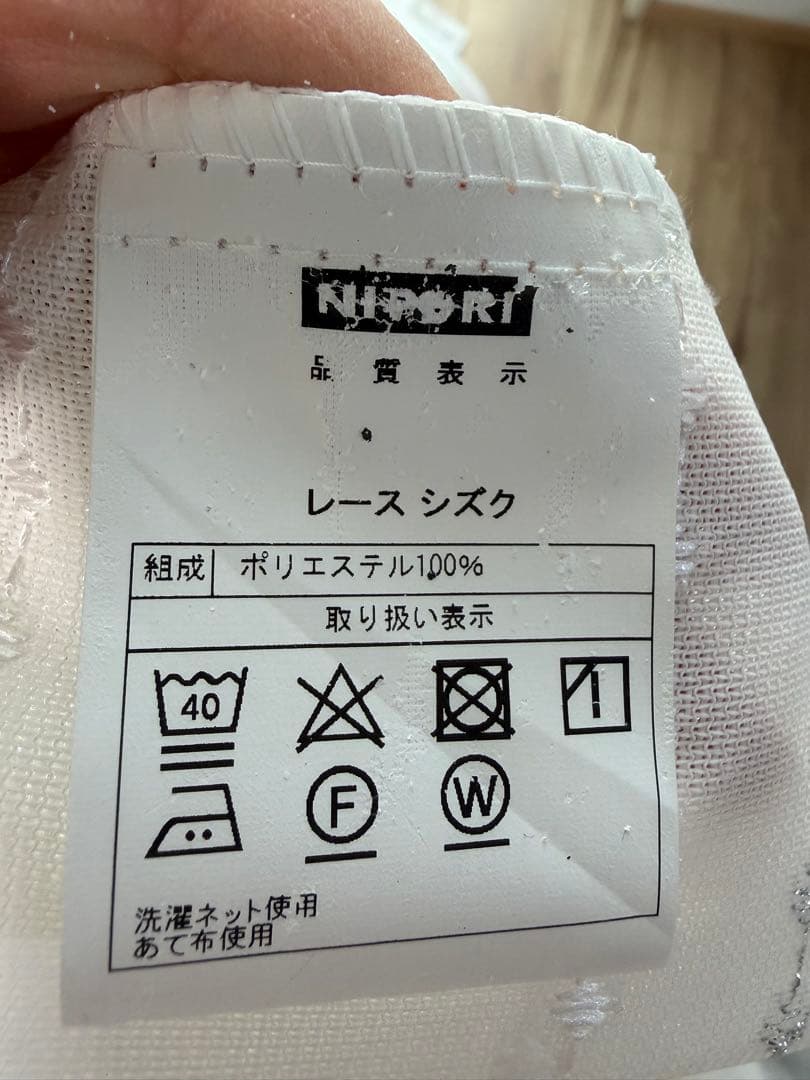 NITORI
品質表示
レース シズク
組成 ポリエステル100%
取り扱い表示
40
F W
洗濯ネット使用
あて布使用